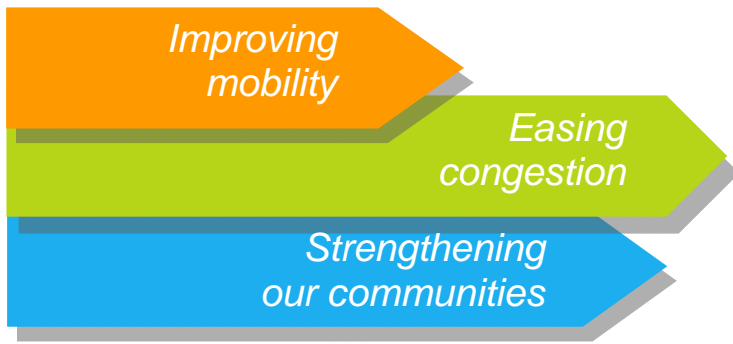 Improving
mobility
Easing
congestion
Strengthening
our communities